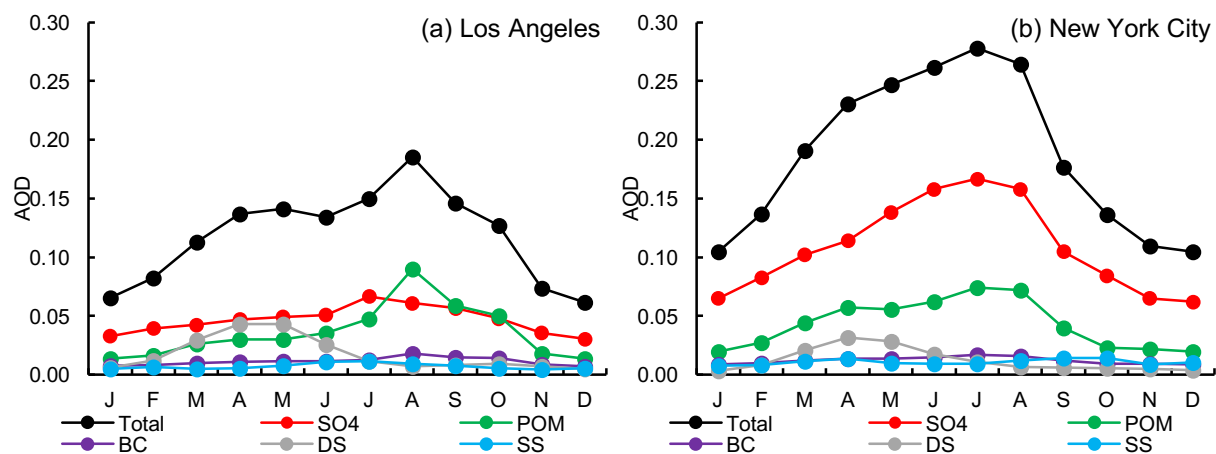 (a) Los Angeles
0.30
0.25
0.20
0.15
0.10
0.05
0.00
AOD
J F M A M J J A S O N D
Total SO4 POM
BC DS SS
(b) New York City
0.30
0.25
0.20
0.15
0.10
0.05
0.00
AOD
J F M A M J J A S O N D
Total SO4 POM
BC DS SS